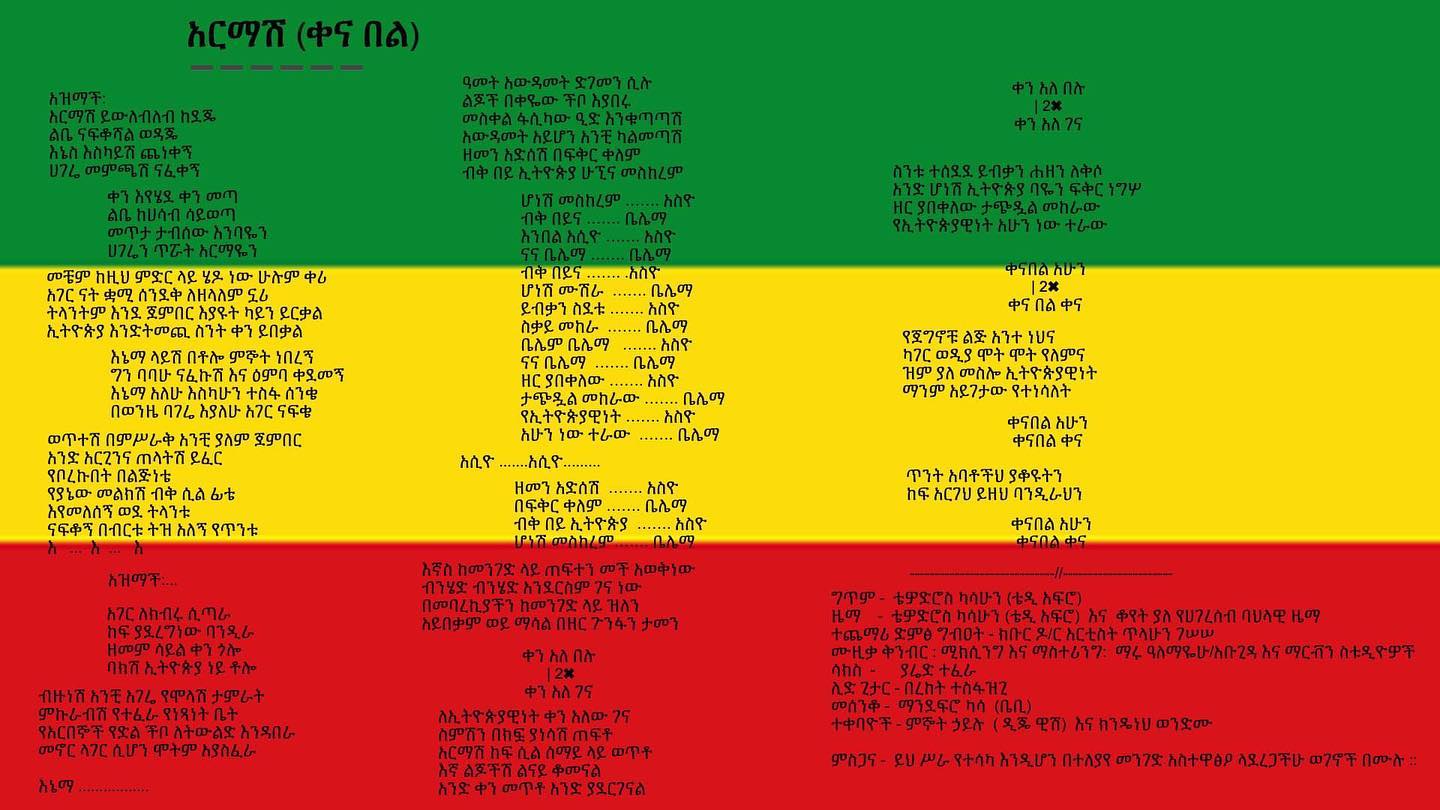 አርማሽ (ቀና በል)
አዝማች:
አርማሽ ይውለብለብ ከደጄ
ልቤ ናፍቆሻል ወዳጄ
እኔስ እስካይሽ ጨነቀኝ
ሀገሬ መምጫሽ ናፈቀኝ
ቀን እየሄደ ቀን መጣ
ልቤ ከሀሳብ ሳይወጣ
መጥታ ታብሰው እንባዬን
ሀገሬን ጥሯት አርማዬን
መቼም ከዚህ ምድር ላይ ሄዶ ነው ሁሉም ቀሪ
አገር ናት ቋሚ ሰንደቅ ለዘላለም ኗሪ
ትላንትም እንደ ጀምበር እያዩት ካይን ይርቃል
ኢትዮጵያ እንድትመጪ ስንት ቀን ይበቃል
እኔማ ላይሽ በቶሎ ምኞት ነበረኝ
ግን ባባሁ ናፈኩሽ እና ዕምባ ቀደመኝ
እኔማ አለሁ እስካሁን ተስፋ ሰንቄ
በወንዜ ባገሬ እያለሁ አገር ናፍቄ
ወጥተሽ በምሥራቅ አንቺ ያለም ጀምበር
አንድ አርጊንና ጠላትሽ ይፈር
የቦረኩበት በልጅነቴ
የያኔው መልክሽ ብቅ ሲል ፊቴ
እየመለሰኝ ወደ ትላንቱ
ናፍቆኝ በብርቱ ትዝ አለኝ የጥንቱ
እ ... እ ... እ
አዝማች:...
አገር ለክብሩ ሲጣራ
ከፍ ያደረግነው ባንዲራ
ዘመም ሳይል ቀን ጎሎ
ባክሽ ኢትዮጵያ ነይ ቶሎ
ብዙነሽ አንቺ አገሬ የሞላሽ ታምራት
ምኩራብሽ የተፈራ የነጻነት ቤት
የአርበኞች የድል ችቦ ለትውልድ እንዳበራ
መኖር ላገር ሲሆን ሞትም አያስፈራ
እኔማ .................
ዓመት አውዳመት ድገመን ሲሉ
ልጆች በቀዬው ችቦ እያበሩ
መስቀል ፋሲካው ዒድ እንቁጣጣሽ
አውዳመት አይሆን አንቺ ካልመጣሽ
ዘመን አድሰሽ በፍቅር ቀለም
ብቅ በይ ኢትዮጵያ ሁኚና መስከረም
ሆነሽ መስከረም ....... አስዮ
ብቅ በይና ....... ቤሌማ
እንበል አሲዮ ....... አስዮ
ናና ቤሌማ ....... ቤሌማ
ብቅ በይና ....... .አስዮ
ሆነሽ ሙሽራ ....... ቤሌማ
ይብቃን ስደቱ ....... አስዮ
ስቃይ መከራ ....... ቤሌማ
ቤሌም ቤሌማ ....... አስዮ
ናና ቤሌማ ....... ቤሌማ
ዘር ያበቀለው ....... አስዮ
ታጭዷል መከራው ....... ቤሌማ
የኢትዮጵያዊነት ....... አስዮ
አሁን ነው ተራው ....... ቤሌማ
አሲዮ .......አሲዮ.........
ዘመን አድሰሽ ....... አስዮ
በፍቅር ቀለም ....... ቤሌማ
ብቅ በይ ኢትዮጵያ ....... አስዮ
ሆነሽ መስከረም ....... ቤሌማ
እኛስ ከመንገድ ላይ ጠፍተን መች አወቅነው
ብንሄድ ብንሄድ አንደርስም ገና ነው
በመባረኪያችን ከመንገድ ላይ ዝለን
አይበቃም ወይ ማሳል በዘር ጉንፋን ታመን
ቀን አለ በሉ
| 2✖
ቀን አለ ገና
ለኢትዮጵያዊነት ቀን አለው ገና
ስምሽን በክፏ ያነሳሽ ጠፍቶ
አርማሽ ከፍ ሲል ሰማይ ላይ ወጥቶ
እኛ ልጆችሽ ልናይ ቆመናል
አንድ ቀን መጥቶ አንድ ያደርገናል
ቀን አለ በሉ
| 2✖
ቀን አለ ገና
ስንቱ ተሰደደ ይብቃን ሐዘን ለቅሶ
አንድ ሆነሽ ኢትዮጵያ ባዬን ፍቅር ነግሦ
ዘር ያበቀለው ታጭዷል መከራው
የኢትዮጵያዊነት አሁን ነው ተራው
ቀናበል አሁን
| 2✖
ቀና በል ቀና
የጀግኖቹ ልጅ አንተ ነህና
ካገር ወዲያ ሞት ሞት የለምና
ዝም ያለ መስሎ ኢትዮጵያዊነት
ማንም አይገታው የተነሳለት
ቀናበል አሁን
ቀናበል ቀና
ጥንት አባቶችህ ያቆዩትን
ከፍ አርገህ ይዘህ ባንዲራህን
ቀናበል አሁን
ቀናበል ቀና
----------------------------------------//------------------------------
ግጥም - ቴዎድሮስ ካሳሁን (ቴዲ አፍሮ)
ዜማ - ቴዎድሮስ ካሳሁን (ቴዲ አፍሮ) እና ቆየት ያለ የሀገረሰብ ባህላዊ ዜማ
ተጨማሪ ድምፅ ግብዐት - ክቡር ዶ/ር አርቲስት ጥላሁን ገሠሠ
ሙዚቃ ቅንብር : ሚክሲንግ እና ማስተሪንግ: ማሩ ዓለማየሁ/አቡጊዳ እና ማርቭን ስቱዲዮዎች
ሳክስ - ያሬድ ተፈራ
ሊድ ጊታር - በረከት ተስፋዝጊ
መሰንቆ - ማንደፍሮ ካሳ (ቤቢ)
ተቀባዮች - ምኞት ኃይሉ ( ዲጄ ዊሽ) እና ክንዴነህ ወንድሙ
ምስጋና - ይህ ሥራ የተሳካ እንዲሆን በተለያየ መንገድ አስተዋፅዖ ላደረጋችሁ ወገኖች በሙሉ ::